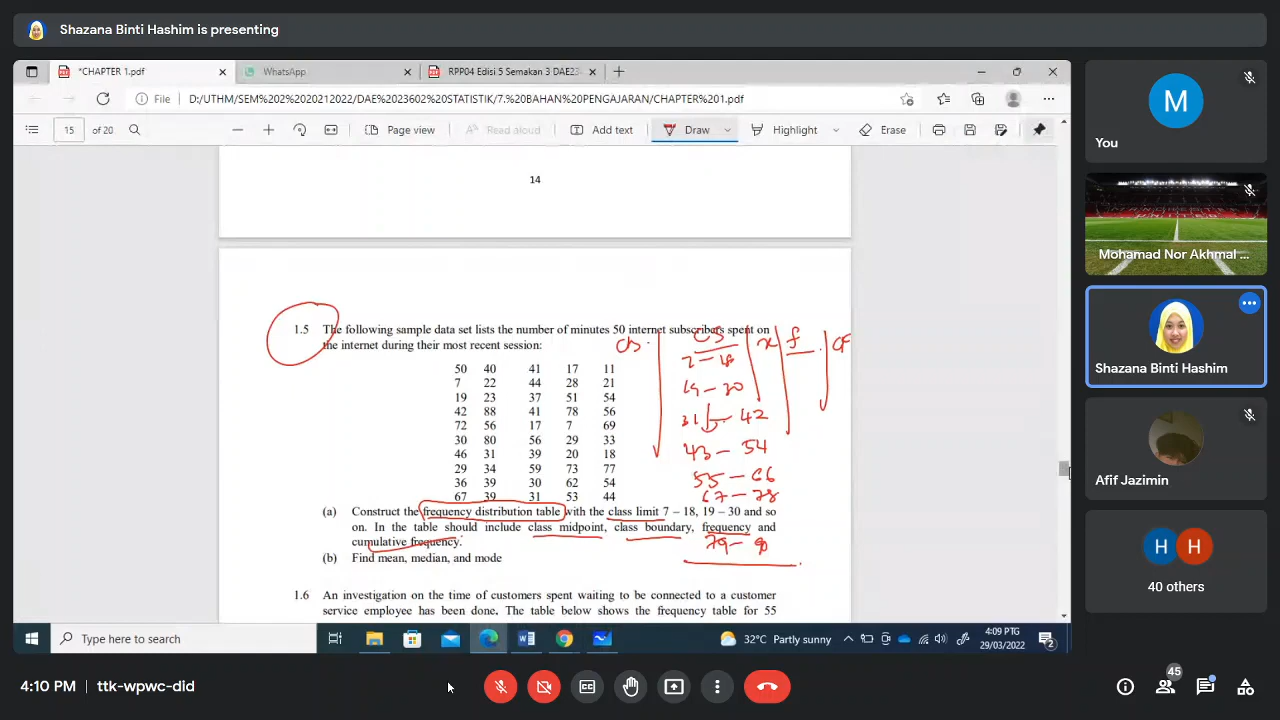 Shazana Binti Hashim is presenting
*CHAPTER 1.pdf
WhatsApp
RPP04 Edisi 5 Semakan 3 DAE23
File
D:/UTHM/SEM%202%2020212022/DAE%2023602%20STATISTIK/7.%20BAHAN%20PENGAJARAN/CHAPTER%201.pdf
15 of 20
Page view
Read aloud
Add text
Draw
Highlight
Erase
14
1.5 The following sample data set lists the number of minutes 50 internet subscribers spent on
the internet during their most recent session:
50 40 41 17 11
7 22 44 28 21
19 23 37 51 54
42 88 41 78 56
72 56 17 7 69
30 80 56 29 33
46 31 39 20 18
29 34 59 73 77
36 39 30 62 54
67 39 31 53 44
x f CF
7 - 18
19 - 30
31 - 42
43 - 54
55 - 66
67 - 78
79 - 90
(a) Construct the frequency distribution table with the class limit 7 – 18, 19 – 30 and so
on. In the table should include class midpoint, class boundary, frequency and
cumulative frequency.
(b) Find mean, median, and mode
1.6 An investigation on the time of customers spent waiting to be connected to a customer
service employee has been done. The table below shows the frequency table for 55
Type here to search
32°C Partly sunny
4:09 PTG
29/03/2022
2
M
You
Mohamad Nor Akhmal ...
Shazana Binti Hashim
Afif Jazimin
H H
40 others
4:10 PM
ttk-wpwc-did
45